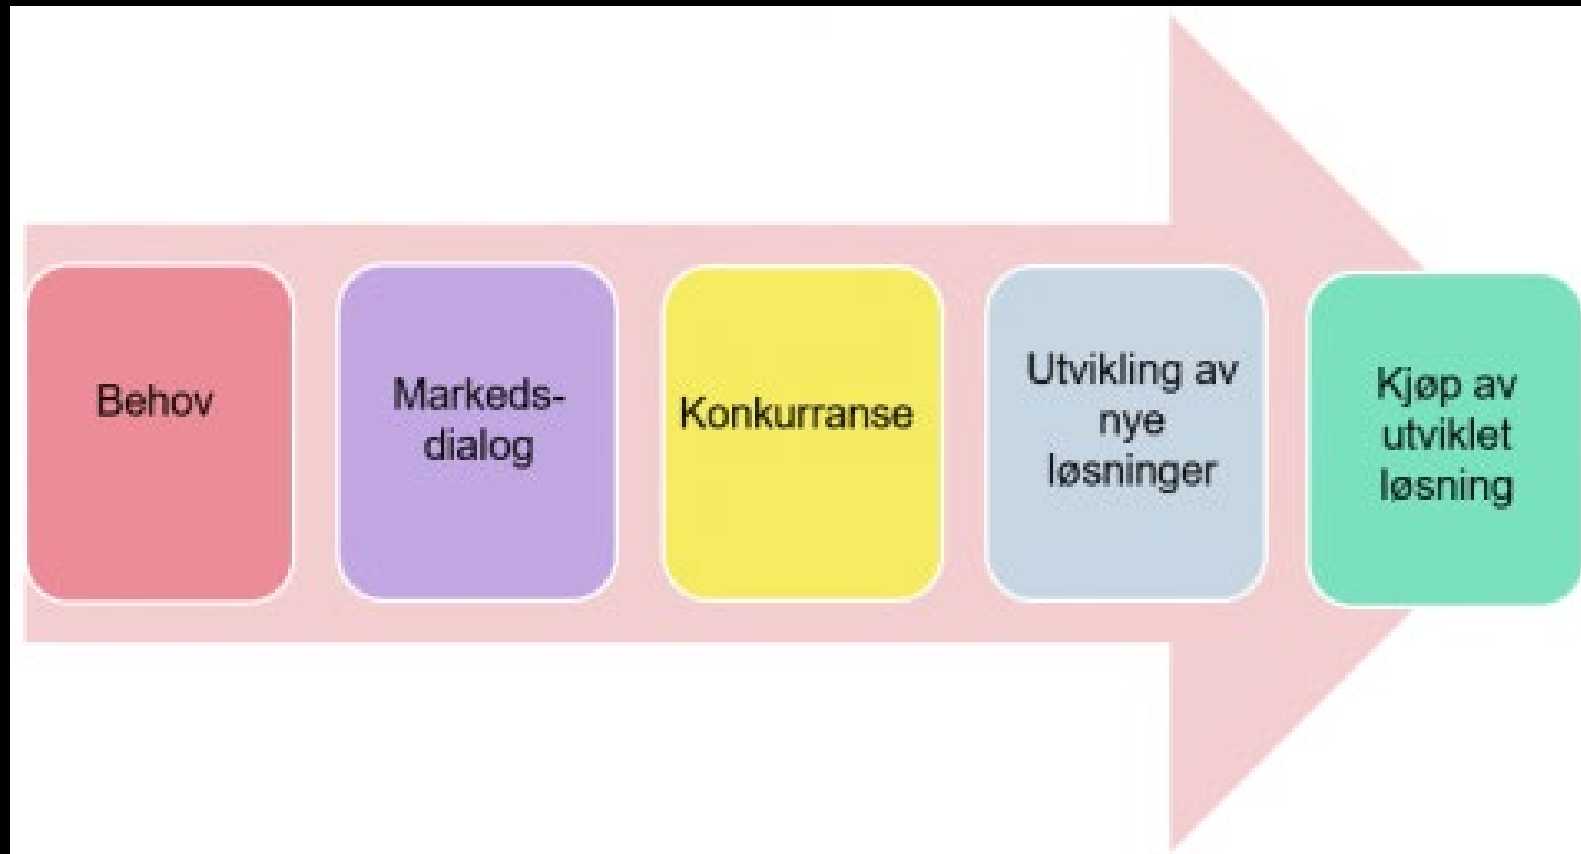 Behov
Markeds-
dialog
Konkurranse
Utvikling av
nye
løsninger
Kjøp av
utviklet
løsning